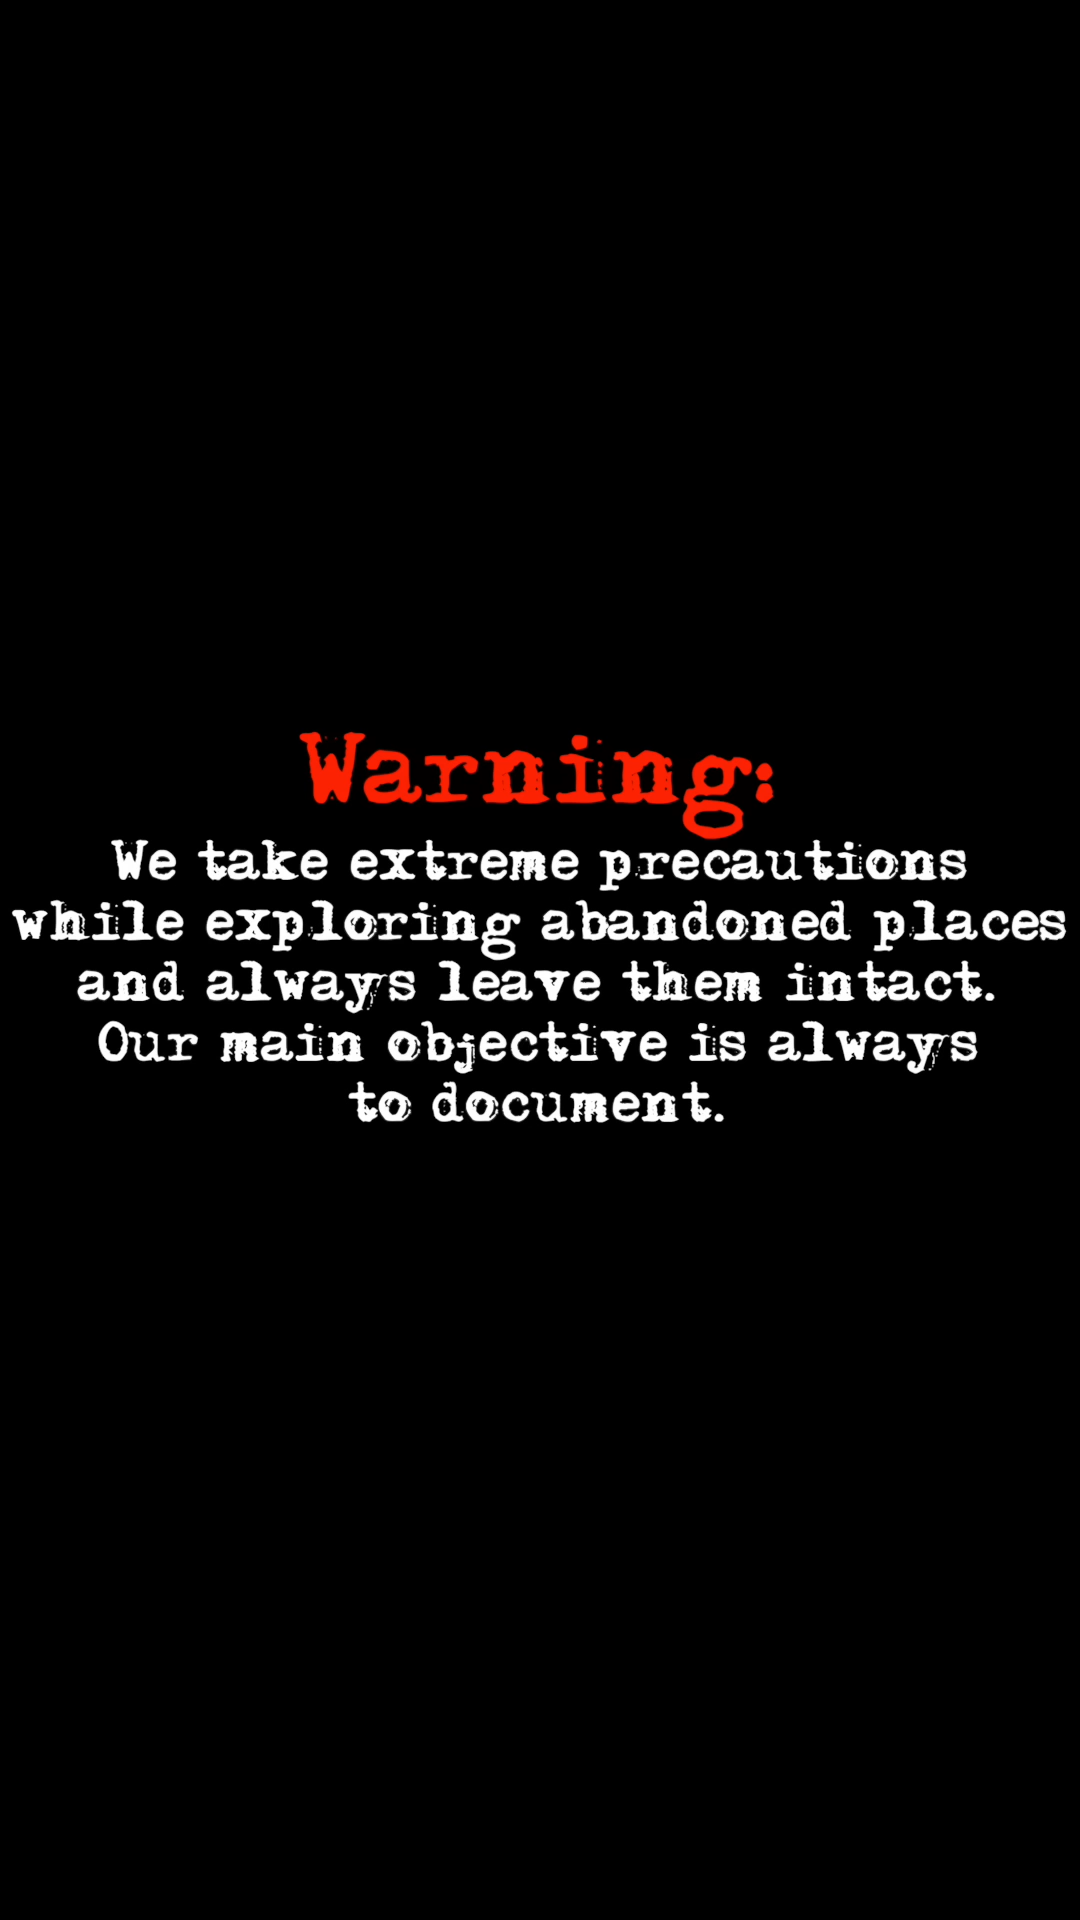 Warning:
We take extreme precautions
while exploring abandoned places
and always leave them intact.
Our main objective is always
to document.